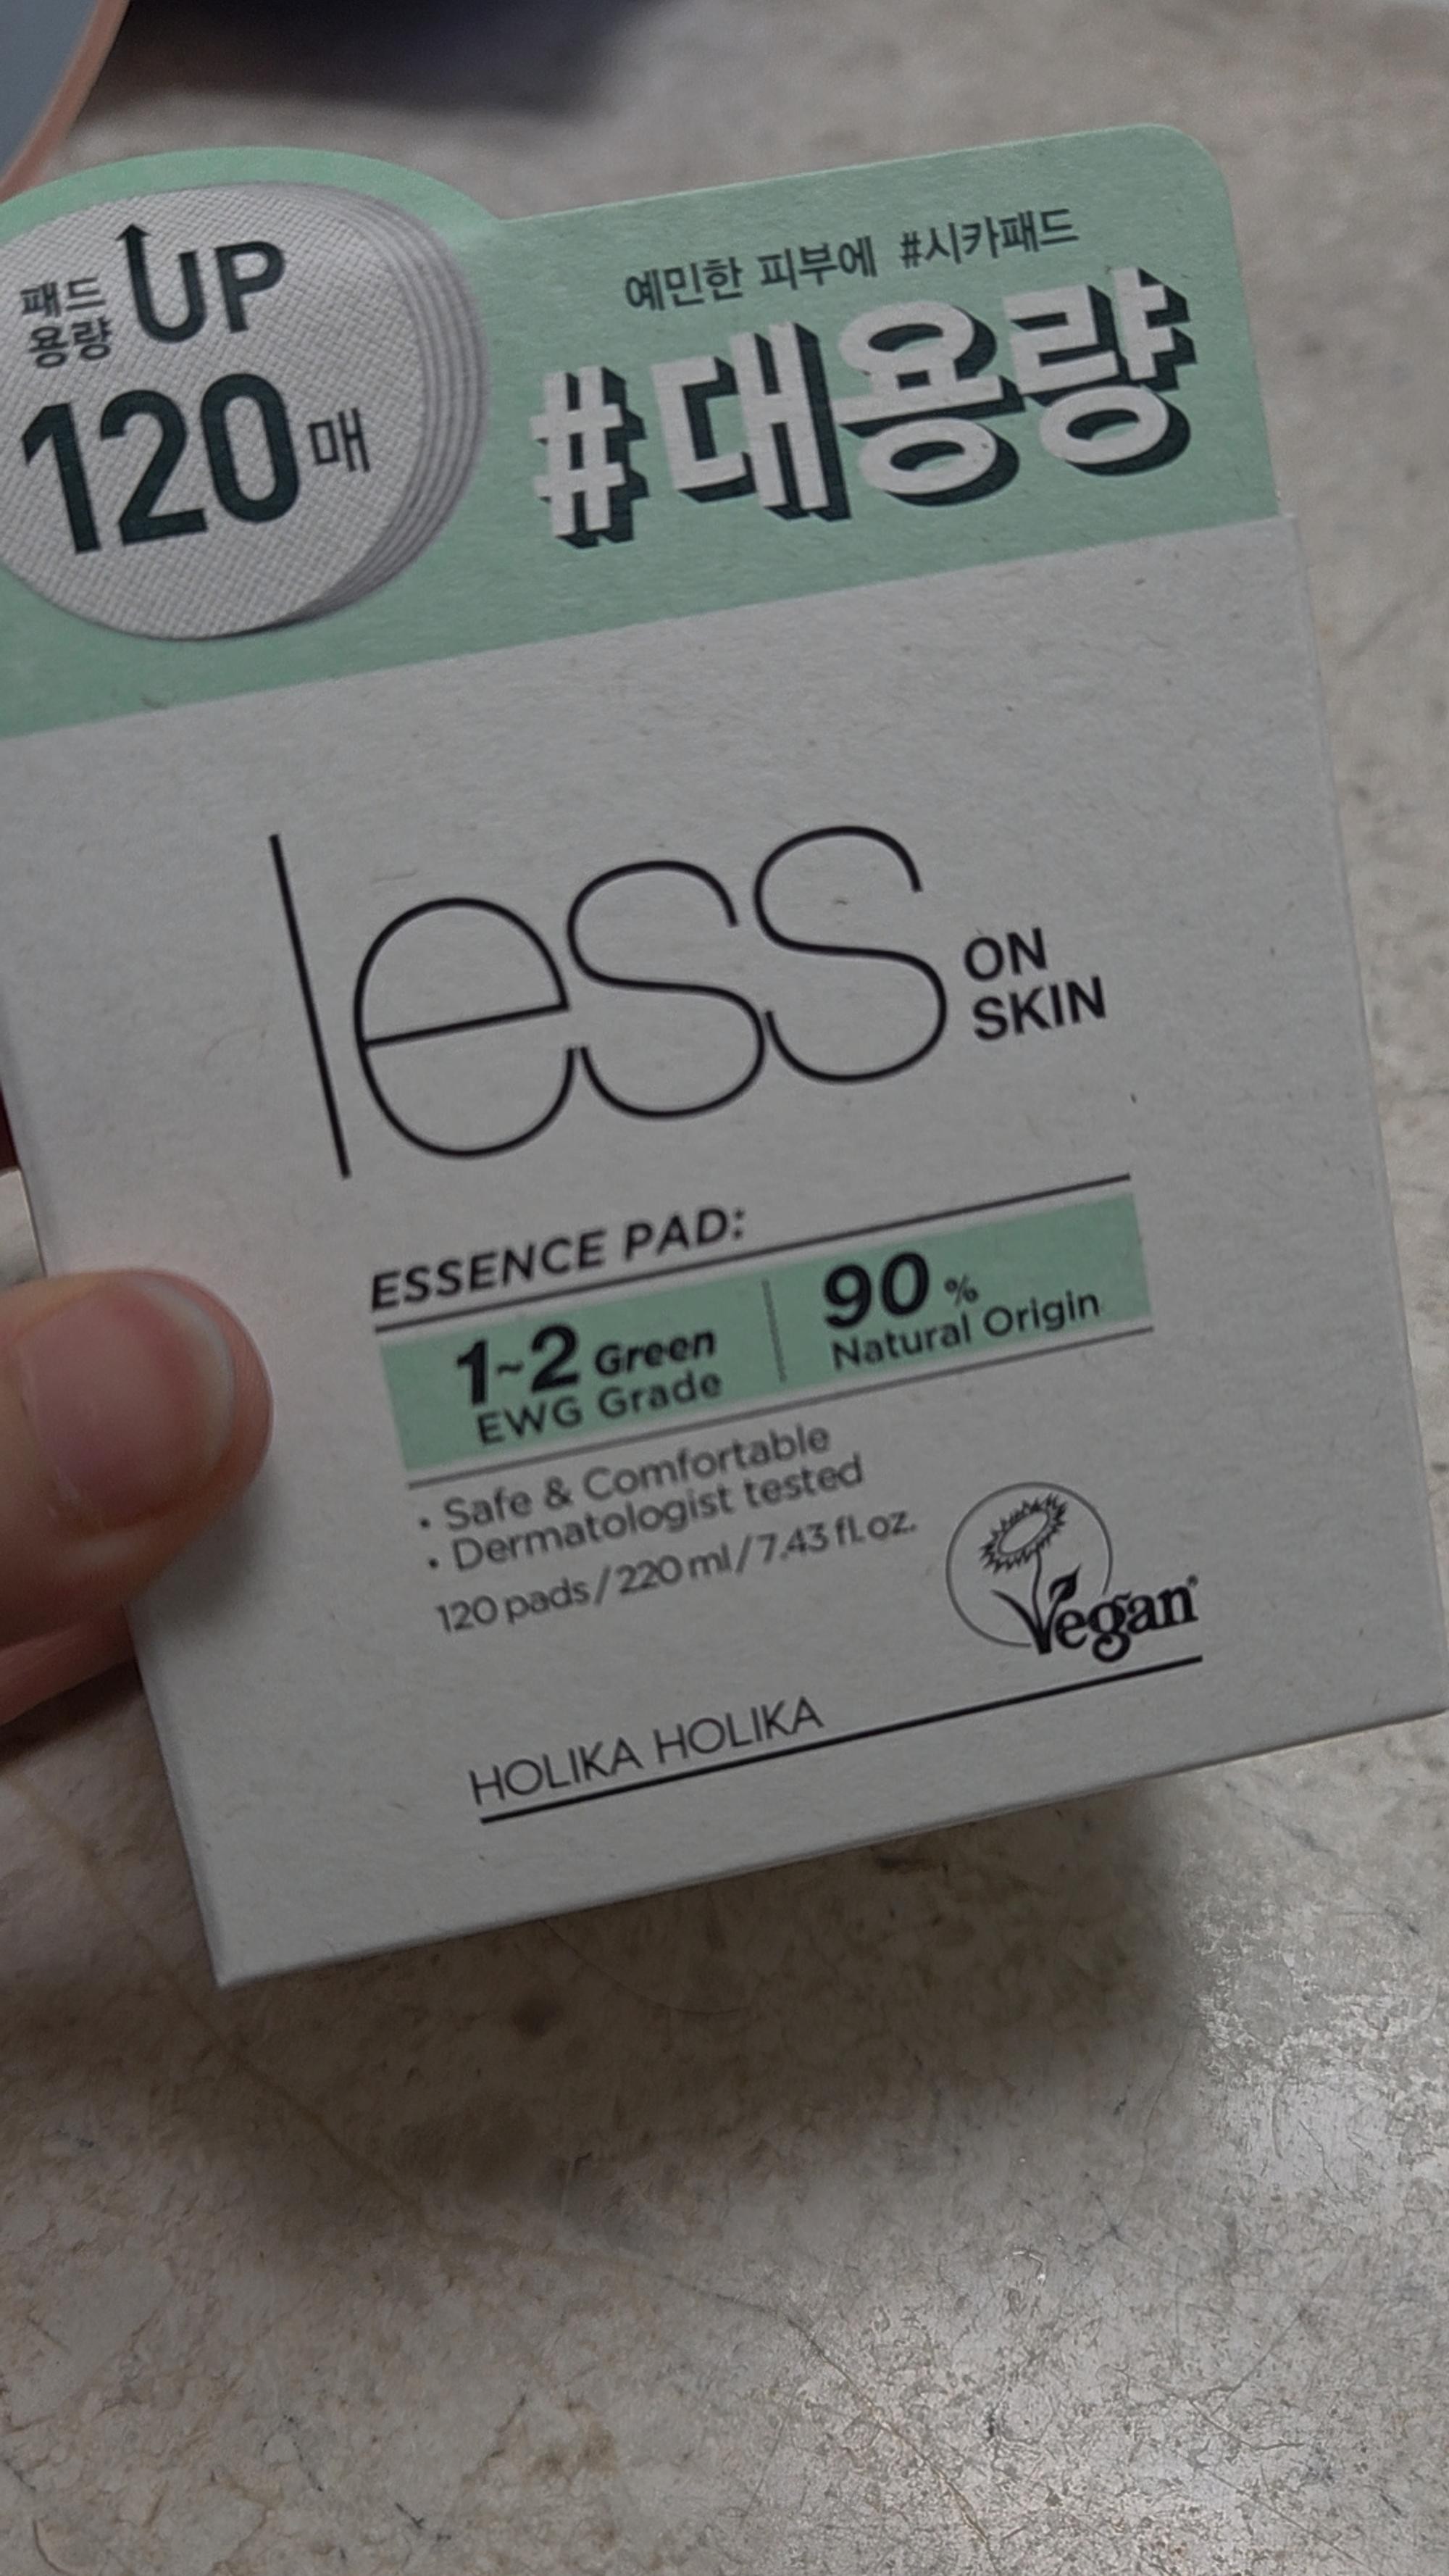 패드
용량
UP
120매
예민한 피부에 #시카패드
#대용량
less
ON
SKIN
ESSENCE PAD:
1~2 Green
EWG Grade
90%
Natural Origin
• Safe & Comfortable
• Dermatologist tested
120 pads / 220 ml / 7.43 fl.oz.
Vegan
HOLIKA HOLIKA